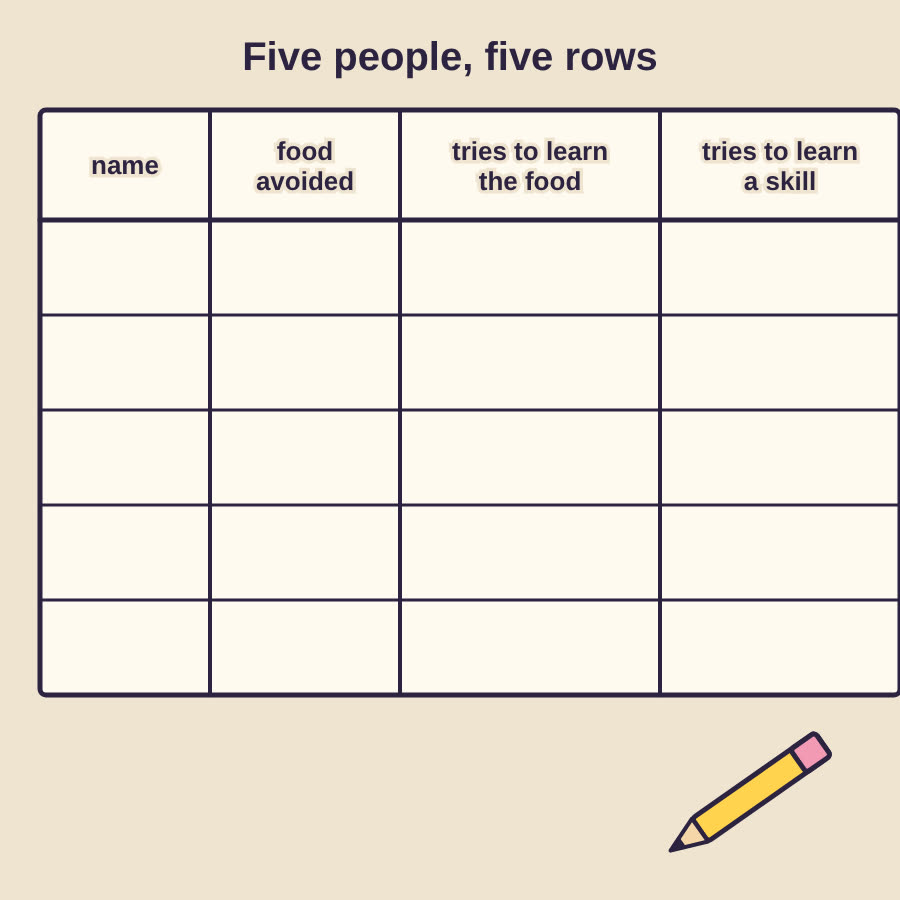 Five people, five rows
name
food
avoided
tries to learn
the food
tries to learn
a skill